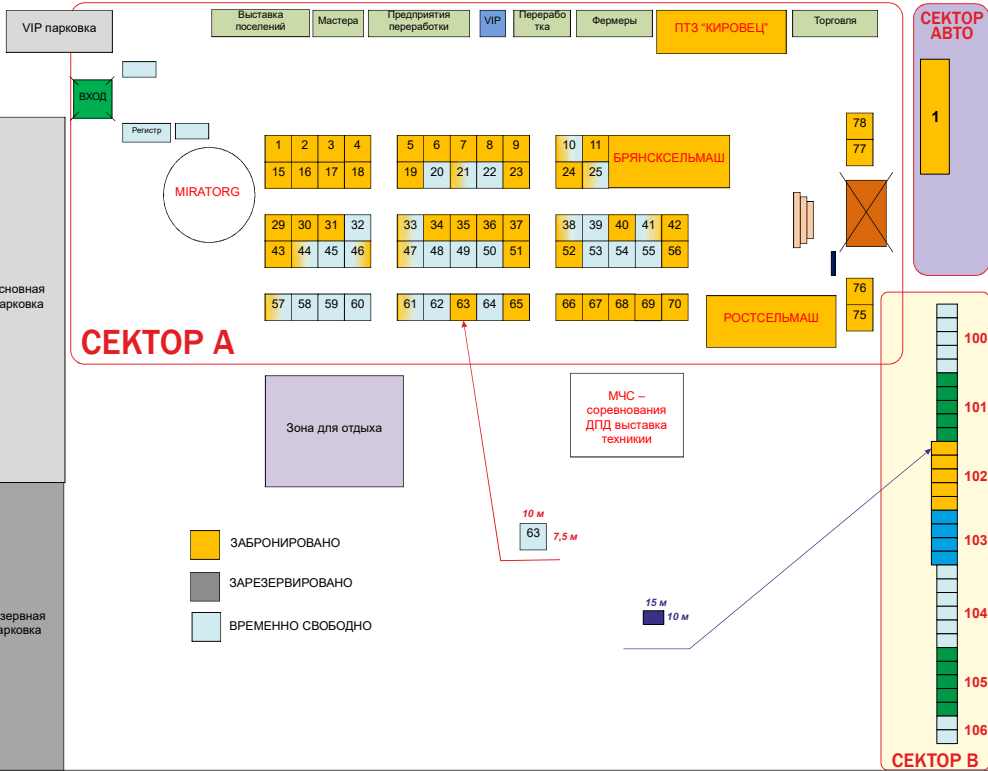 VIP парковка
Выставка
поселений
Мастера
Предприятия
переработки
VIP
Перерабо
тка
Фермеры
ПТЗ "КИРОВЕЦ"
Торговля
СЕКТОР
АВТО
1
ВХОД
Регистр
MIRATORG
1 2 3 4
15 16 17 18
5 6 7 8 9
19 20 21 22 23
10 11
24 25
БРЯНСКСЕЛЬМАШ
78
77
29 30 31 32
43 44 45 46
33 34 35 36 37
47 48 49 50 51
38 39 40 41 42
52 53 54 55 56
57 58 59 60
61 62 63 64 65
66 67 68 69 70
РОСТСЕЛЬМАШ
76
75
сновная
арковка
СЕКТОР А
Зона для отдыха
МЧС –
соревнования
ДПД выставка
техникии
100
101
102
103
104
105
106
СЕКТОР В
10 м
63
7,5 м
ЗАБРОНИРОВАНО
ЗАРЕЗЕРВИРОВАНО
ВРЕМЕННО СВОБОДНО
15 м
10 м
зервная
арковка